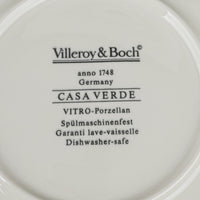 Villeroy & Boch©
anno 1748
Germany
CASA VERDE
VITRO-Porzellan
Spülmaschinenfest
Garanti lave-vaisselle
Dishwasher-safe